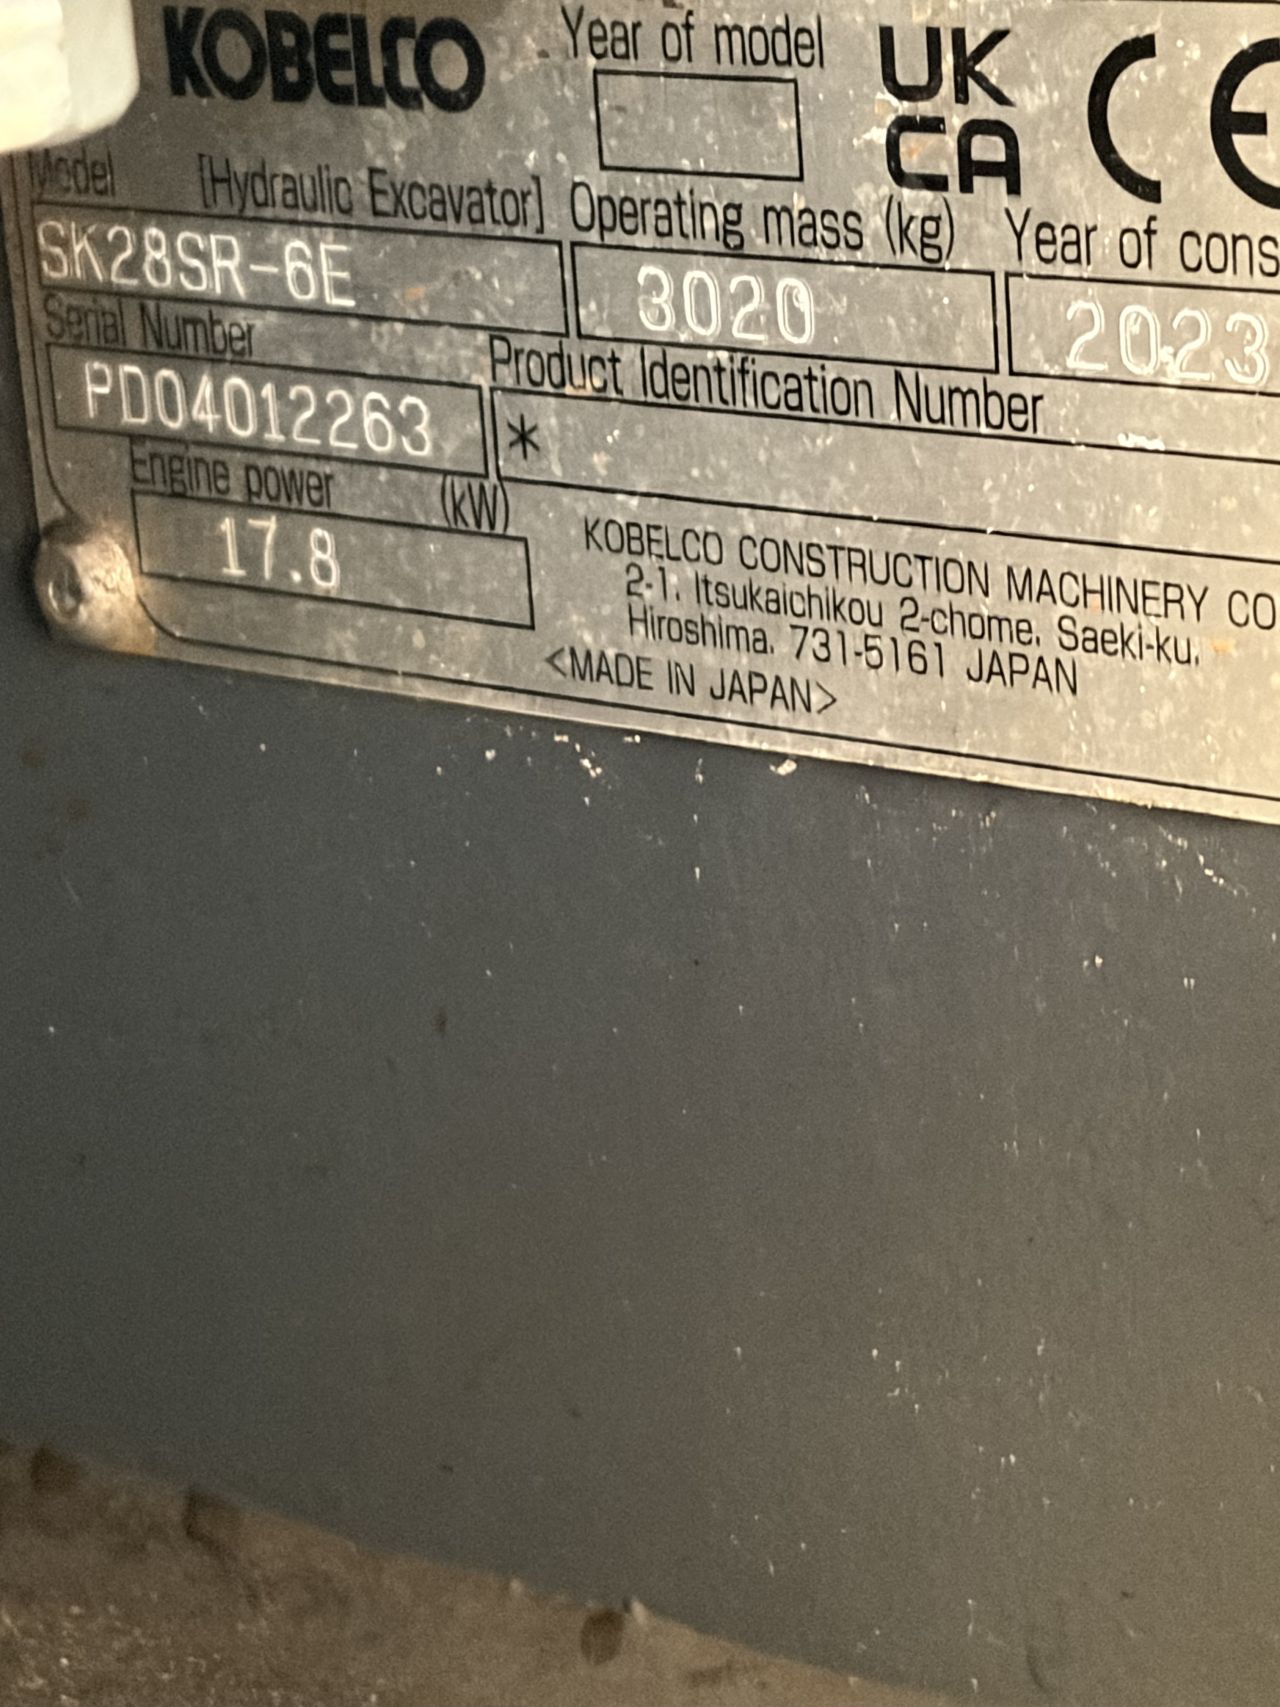 KOBELCO
Year of model
UK
CA
CE
Model [Hydraulic Excavator] Operating mass (kg) Year of cons
SK28SR-6E 3020 2023
Serial Number Product Identification Number
PD04012263 *
Engine power (kW)
17.8
KOBELCO CONSTRUCTION MACHINERY CO
2-1, Itsukaichikou 2-chome, Saeki-ku,
Hiroshima, 731-5161 JAPAN
<MADE IN JAPAN>